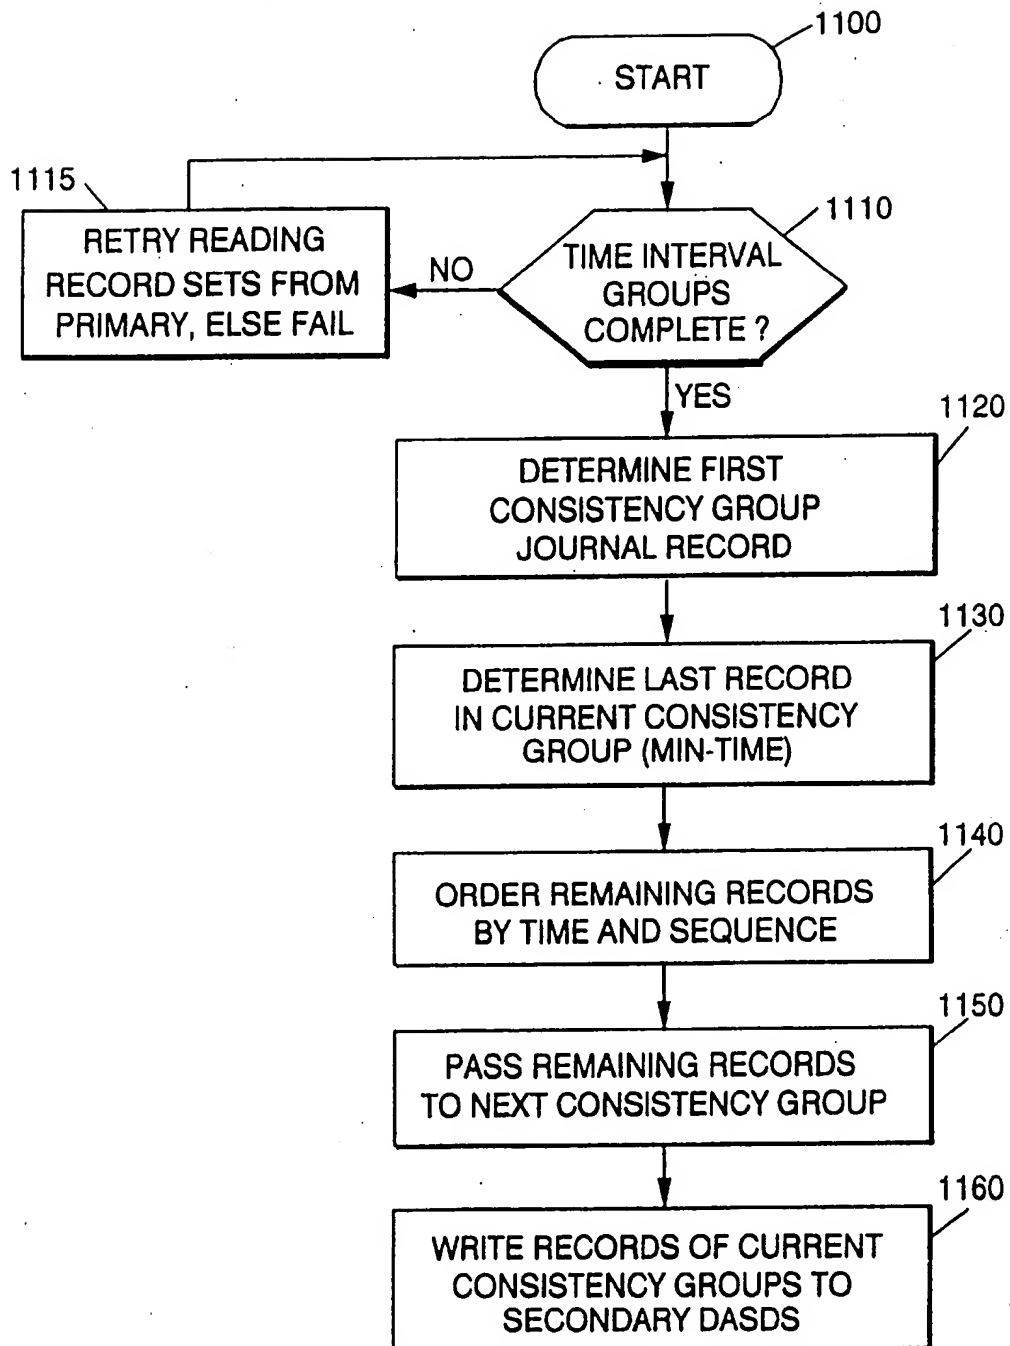 1100
START
1115
RETRY READING
RECORD SETS FROM
PRIMARY, ELSE FAIL
NO
1110
TIME INTERVAL
GROUPS
COMPLETE ?
YES
1120
DETERMINE FIRST
CONSISTENCY GROUP
JOURNAL RECORD
1130
DETERMINE LAST RECORD
IN CURRENT CONSISTENCY
GROUP (MIN-TIME)
1140
ORDER REMAINING RECORDS
BY TIME AND SEQUENCE
1150
PASS REMAINING RECORDS
TO NEXT CONSISTENCY GROUP
1160
WRITE RECORDS OF CURRENT
CONSISTENCY GROUPS TO
SECONDARY DASDS